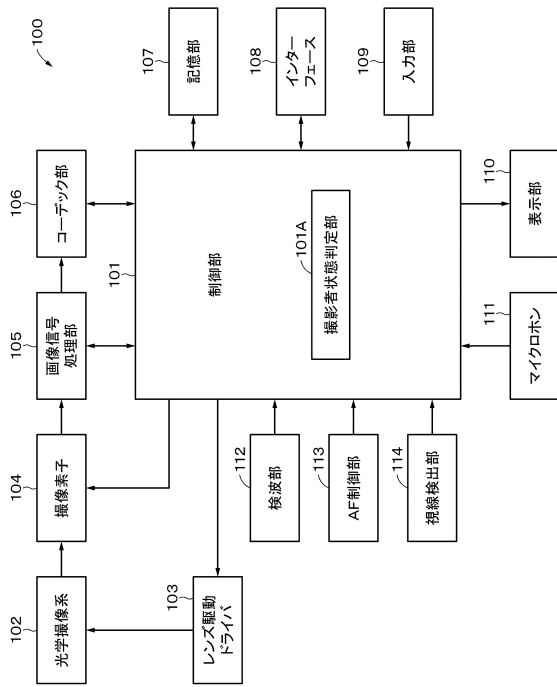 100
102
光学撮像系
104
撮像素子
105
画像信号
処理部
106
コーデック部
103
レンズ駆動
ドライバ
101
制御部
101A
撮影者状態判定部
107
記憶部
108
インター
フェース
109
入力部
112
検波部
113
AF制御部
114
視線検出部
111
マイクロホン
110
表示部